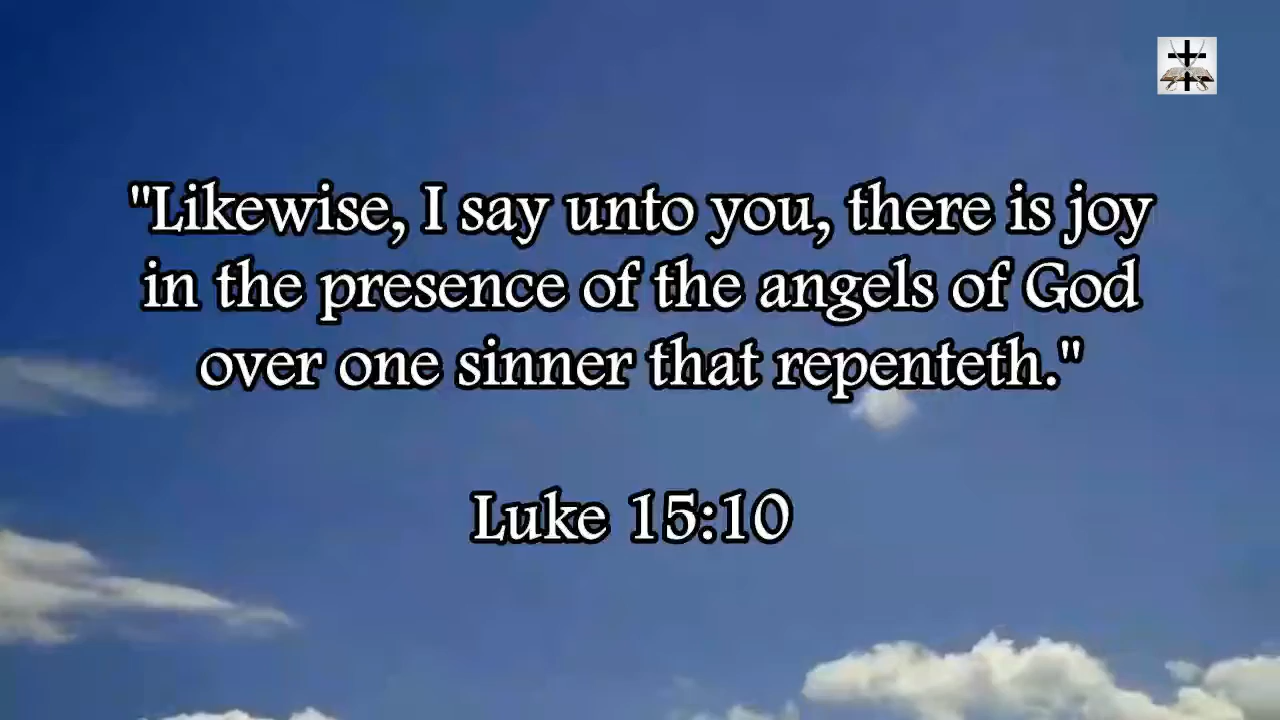 "Likewise, I say unto you, there is joy
in the presence of the angels of God
over one sinner that repenteth."
Luke 15:10